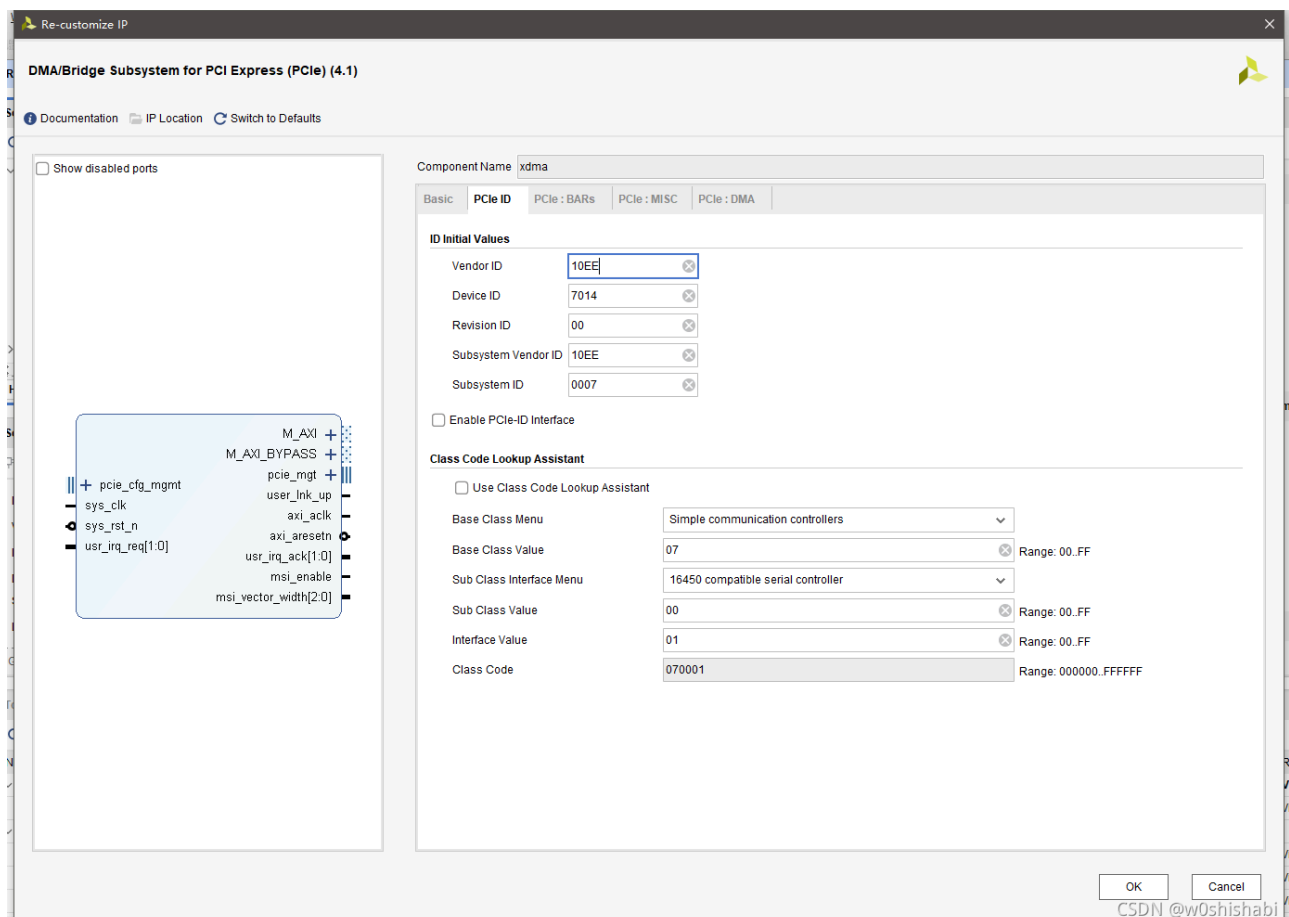 Re-customize IP
DMA/Bridge Subsystem for PCI Express (PCIe) (4.1)
Documentation IP Location Switch to Defaults
Show disabled ports
Component Name xdma
Basic PCIe ID PCIe : BARs PCIe : MISC PCIe : DMA
ID Initial Values
Vendor ID 10EE
Device ID 7014
Revision ID 00
Subsystem Vendor ID 10EE
Subsystem ID 0007
Enable PCIe-ID Interface
Class Code Lookup Assistant
Use Class Code Lookup Assistant
Base Class Menu Simple communication controllers
Base Class Value 07 Range: 00..FF
Sub Class Interface Menu 16450 compatible serial controller
Sub Class Value 00 Range: 00..FF
Interface Value 01 Range: 00..FF
Class Code 070001 Range: 000000..FFFFFF
M_AXI
M_AXI_BYPASS
pcie_mgt
pcie_cfg_mgmt
user_lnk_up
sys_clk
axi_aclk
sys_rst_n
axi_aresetn
usr_irq_req[1:0]
usr_irq_ack[1:0]
msi_enable
msi_vector_width[2:0]
OK Cancel
CSDN @w0shishabi